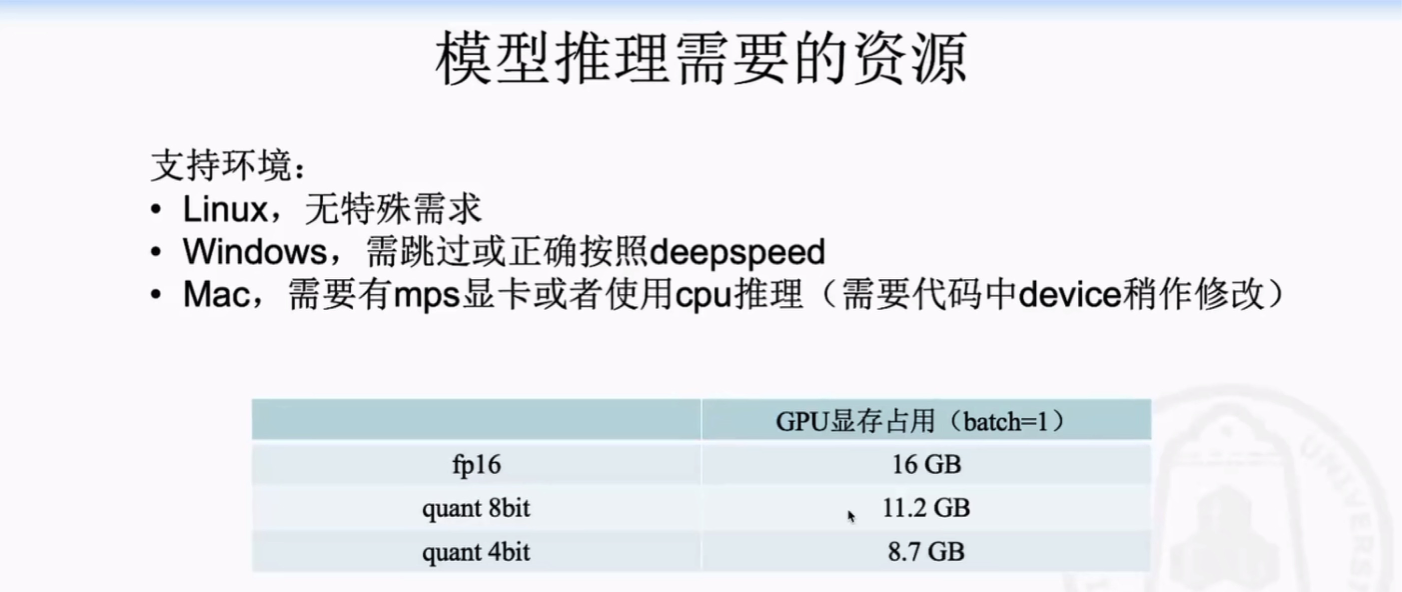 模型推理需要的资源
支持环境：
• Linux，无特殊需求
• Windows，需跳过或正确按照deepspeed
• Mac，需要有mps显卡或者使用cpu推理（需要代码中device稍作修改）
GPU显存占用（batch=1）
fp16 16 GB
quant 8bit 11.2 GB
quant 4bit 8.7 GB